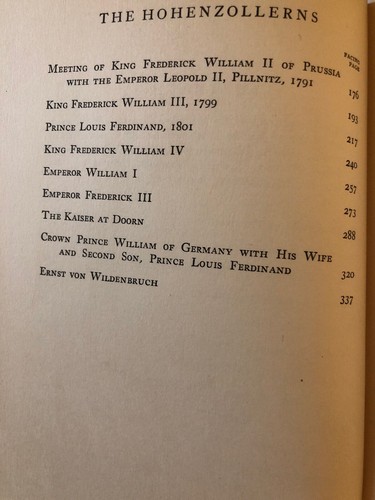 THE HOHENZOLLERNS
FACING
PAGE
MEETING OF KING FREDERICK WILLIAM II OF PRUSSIA
WITH THE EMPEROR LEOPOLD II, PILLNITZ, 1791 176
KING FREDERICK WILLIAM III, 1799 193
PRINCE LOUIS FERDINAND, 1801 217
KING FREDERICK WILLIAM IV 240
EMPEROR WILLIAM I 257
EMPEROR FREDERICK III 273
THE KAISER AT DOORN 288
CROWN PRINCE WILLIAM OF GERMANY WITH HIS WIFE
AND SECOND SON, PRINCE LOUIS FERDINAND 320
ERNST VON WILDENBRUCH 337